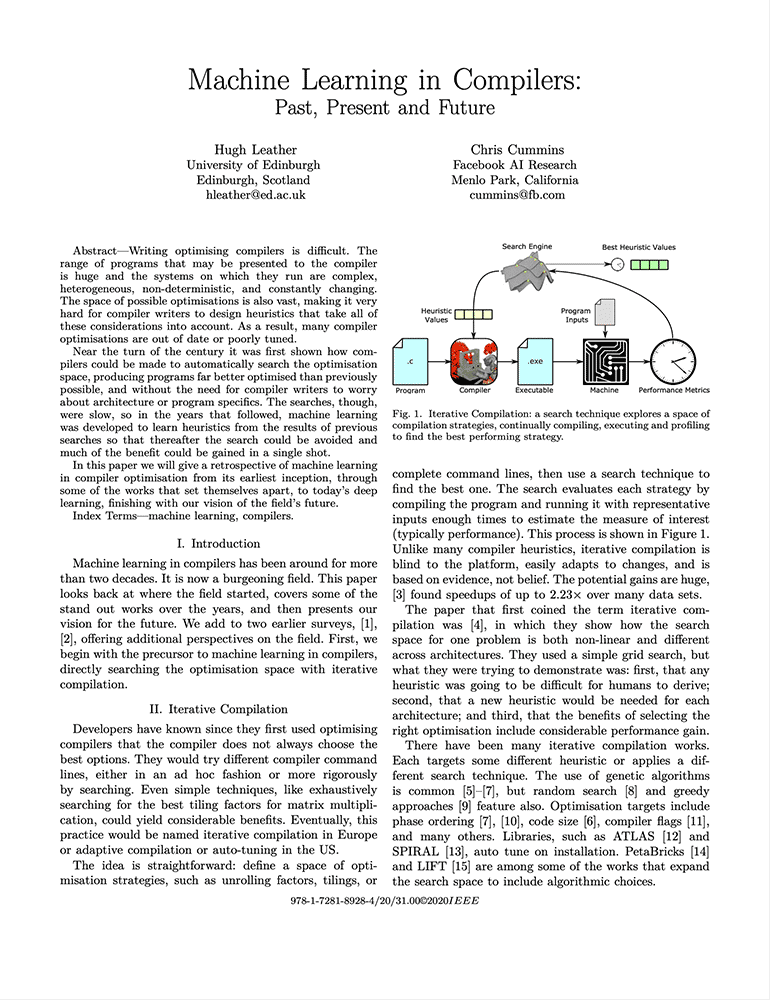 Machine Learning in Compilers:
Past, Present and Future
Hugh Leather
University of Edinburgh
Edinburgh, Scotland
hleather@ed.ac.uk
Chris Cummins
Facebook AI Research
Menlo Park, California
cummins@fb.com
Abstract—Writing optimising compilers is difficult. The
range of programs that may be presented to the compiler
is huge and the systems on which they run are complex,
heterogeneous, non-deterministic, and constantly changing.
The space of possible optimisations is also vast, making it very
hard for compiler writers to design heuristics that take all of
these considerations into account. As a result, many compiler
optimisations are out of date or poorly tuned.
Near the turn of the century it was first shown how com-
pilers could be made to automatically search the optimisation
space, producing programs far better optimised than previously
possible, and without the need for compiler writers to worry
about architecture or program specifics. The searches, though,
were slow, so in the years that followed, machine learning
was developed to learn heuristics from the results of previous
searches so that thereafter the search could be avoided and
much of the benefit could be gained in a single shot.
In this paper we will give a retrospective of machine learning
in compiler optimisation from its earliest inception, through
some of the works that set themselves apart, to today's deep
learning, finishing with our vision of the field's future.
Index Terms—machine learning, compilers.
I. Introduction
Machine learning in compilers has been around for more
than two decades. It is now a burgeoning field. This paper
looks back at where the field started, covers some of the
stand out works over the years, and then presents our
vision for the future. We add to two earlier surveys, [1],
[2], offering additional perspectives on the field. First, we
begin with the precursor to machine learning in compilers,
directly searching the optimisation space with iterative
compilation.
II. Iterative Compilation
Developers have known since they first used optimising
compilers that the compiler does not always choose the
best options. They would try different compiler command
lines, either in an ad hoc fashion or more rigorously
by searching. Even simple techniques, like exhaustively
searching for the best tiling factors for matrix multipli-
cation, could yield considerable benefits. Eventually, this
practice would be named iterative compilation in Europe
or adaptive compilation or auto-tuning in the US.
The idea is straightforward: define a space of opti-
misation strategies, such as unrolling factors, tilings, or
Search Engine
Best Heuristic Values
Heuristic
Values
Program
Inputs
.c
.exe
Program
Compiler
Executable
Machine
Performance Metrics
Fig. 1. Iterative Compilation: a search technique explores a space of
compilation strategies, continually compiling, executing and profiling
to find the best performing strategy.
complete command lines, then use a search technique to
find the best one. The search evaluates each strategy by
compiling the program and running it with representative
inputs enough times to estimate the measure of interest
(typically performance). This process is shown in Figure 1.
Unlike many compiler heuristics, iterative compilation is
blind to the platform, easily adapts to changes, and is
based on evidence, not belief. The potential gains are huge,
[3] found speedups of up to 2.23× over many data sets.
The paper that first coined the term iterative com-
pilation was [4], in which they show how the search
space for one problem is both non-linear and different
across architectures. They used a simple grid search, but
what they were trying to demonstrate was: first, that any
heuristic was going to be difficult for humans to derive;
second, that a new heuristic would be needed for each
architecture; and third, that the benefits of selecting the
right optimisation include considerable performance gain.
There have been many iterative compilation works.
Each targets some different heuristic or applies a dif-
ferent search technique. The use of genetic algorithms
is common [5]–[7], but random search [8] and greedy
approaches [9] feature also. Optimisation targets include
phase ordering [7], [10], code size [6], compiler flags [11],
and many others. Libraries, such as ATLAS [12] and
SPIRAL [13], auto tune on installation. PetaBricks [14]
and LIFT [15] are among some of the works that expand
the search space to include algorithmic choices.
978-1-7281-8928-4/20/31.00©2020IEEE